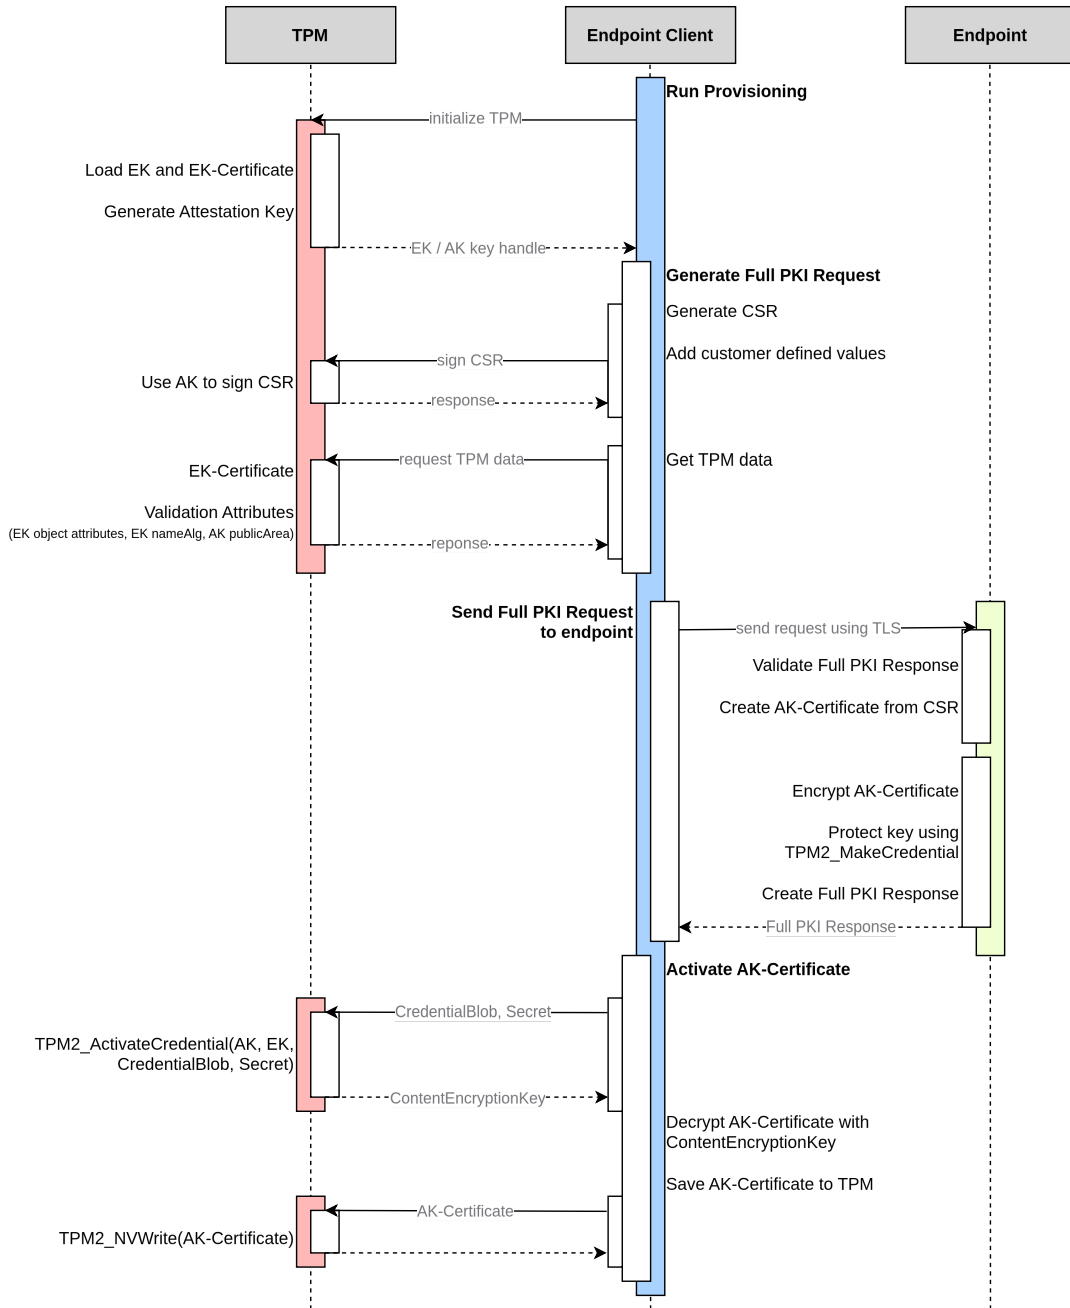 TPM
Endpoint Client
Endpoint
Run Provisioning
initialize TPM
Load EK and EK-Certificate
Generate Attestation Key
EK / AK key handle
Generate Full PKI Request
Generate CSR
Add customer defined values
sign CSR
Use AK to sign CSR
response
request TPM data
Get TPM data
EK-Certificate
Validation Attributes
(EK object attributes, EK nameAlg, AK publicArea)
reponse
Send Full PKI Request
to endpoint
send request using TLS
Validate Full PKI Response
Create AK-Certificate from CSR
Encrypt AK-Certificate
Protect key using
TPM2_MakeCredential
Create Full PKI Response
Full PKI Response
Activate AK-Certificate
CredentialBlob, Secret
TPM2_ActivateCredential(AK, EK,
CredentialBlob, Secret)
ContentEncryptionKey
Decrypt AK-Certificate with
ContentEncryptionKey
Save AK-Certificate to TPM
AK-Certificate
TPM2_NVWrite(AK-Certificate)